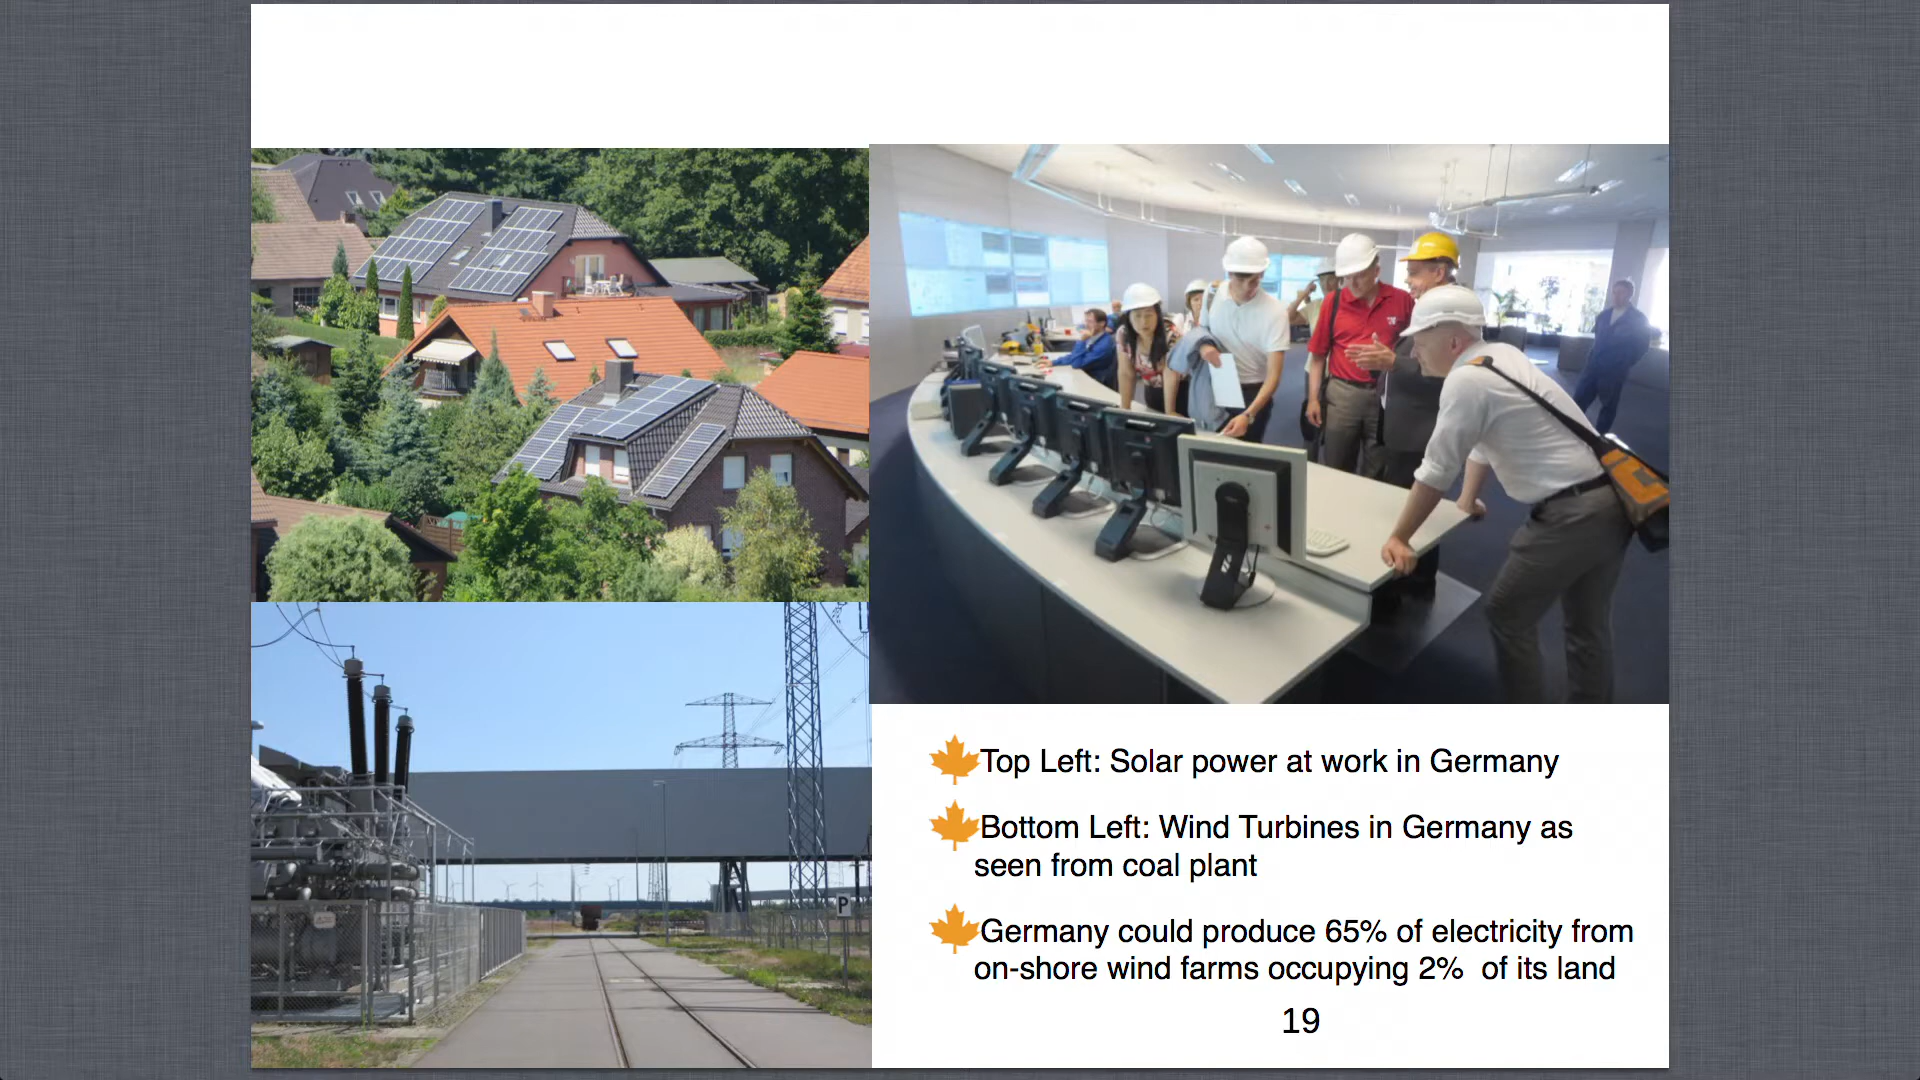 Top Left: Solar power at work in Germany
Bottom Left: Wind Turbines in Germany as
seen from coal plant
Germany could produce 65% of electricity from
on-shore wind farms occupying 2% of its land
19
P